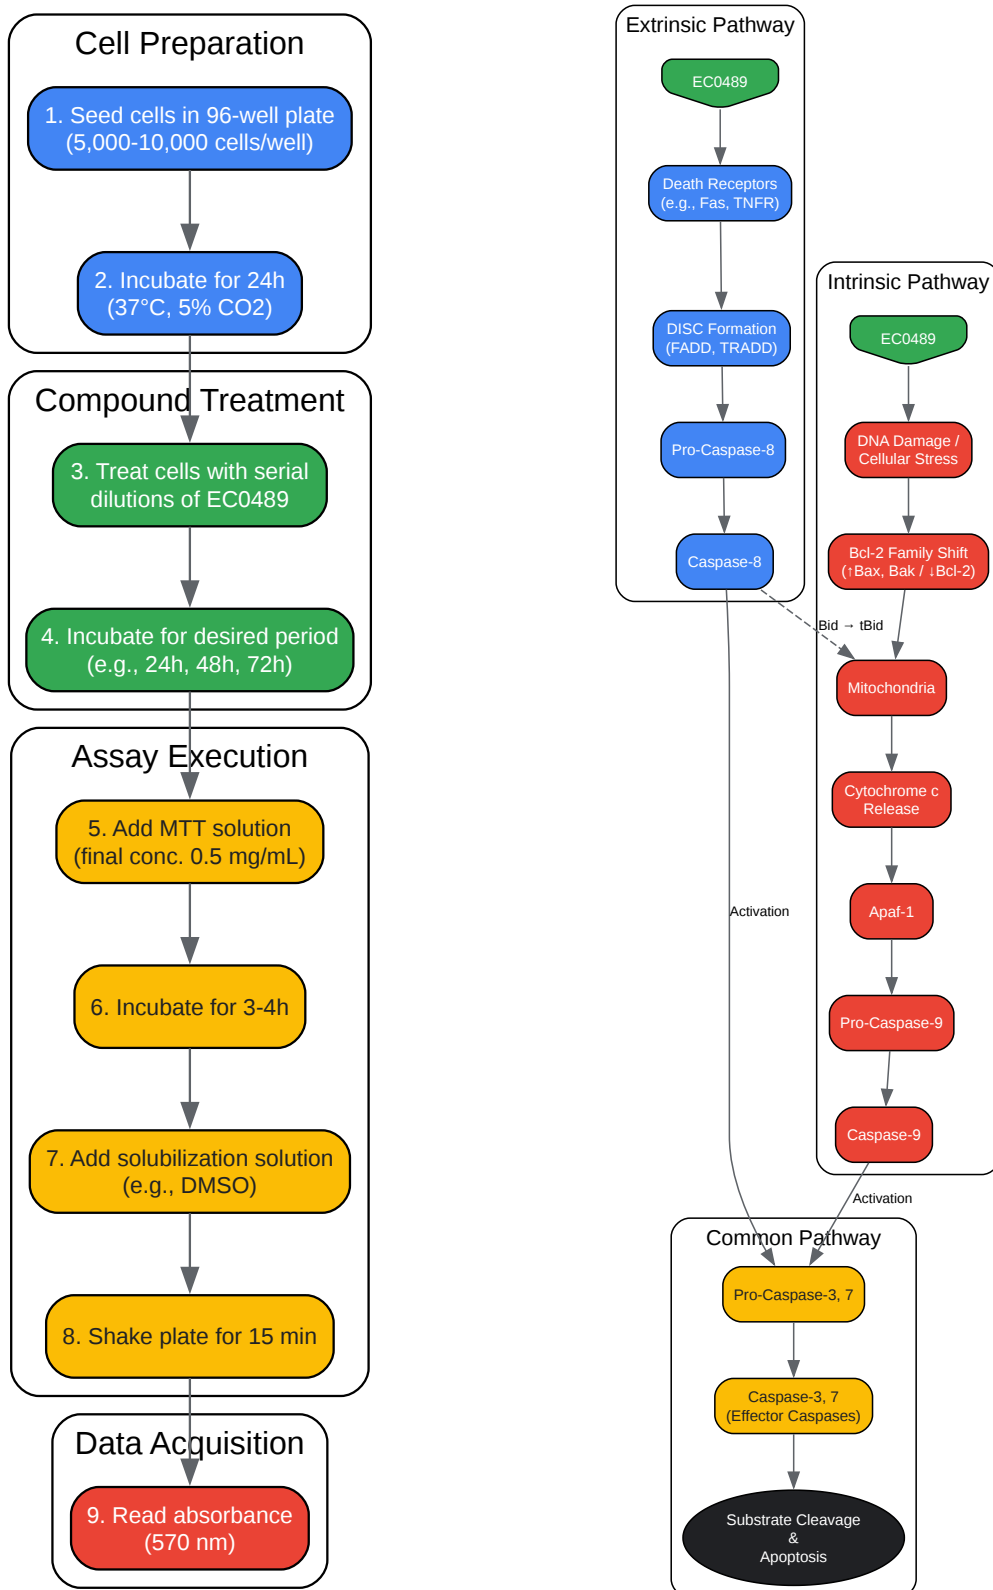 Cell Preparation
1. Seed cells in 96-well plate
(5,000-10,000 cells/well)
2. Incubate for 24h
(37°C, 5% CO2)
Compound Treatment
3. Treat cells with serial
dilutions of EC0489
4. Incubate for desired period
(e.g., 24h, 48h, 72h)
Assay Execution
5. Add MTT solution
(final conc. 0.5 mg/mL)
6. Incubate for 3-4h
7. Add solubilization solution
(e.g., DMSO)
8. Shake plate for 15 min
Data Acquisition
9. Read absorbance
(570 nm)
Extrinsic Pathway
EC0489
Death Receptors
(e.g., Fas, TNFR)
DISC Formation
(FADD, TRADD)
Pro-Caspase-8
Caspase-8
Intrinsic Pathway
EC0489
DNA Damage /
Cellular Stress
Bcl-2 Family Shift
(↑Bax, Bak / ↓Bcl-2)
Bid → tBid
Mitochondria
Cytochrome c
Release
Apaf-1
Activation
Pro-Caspase-9
Caspase-9
Activation
Common Pathway
Pro-Caspase-3, 7
Caspase-3, 7
(Effector Caspases)
Substrate Cleavage
&
Apoptosis